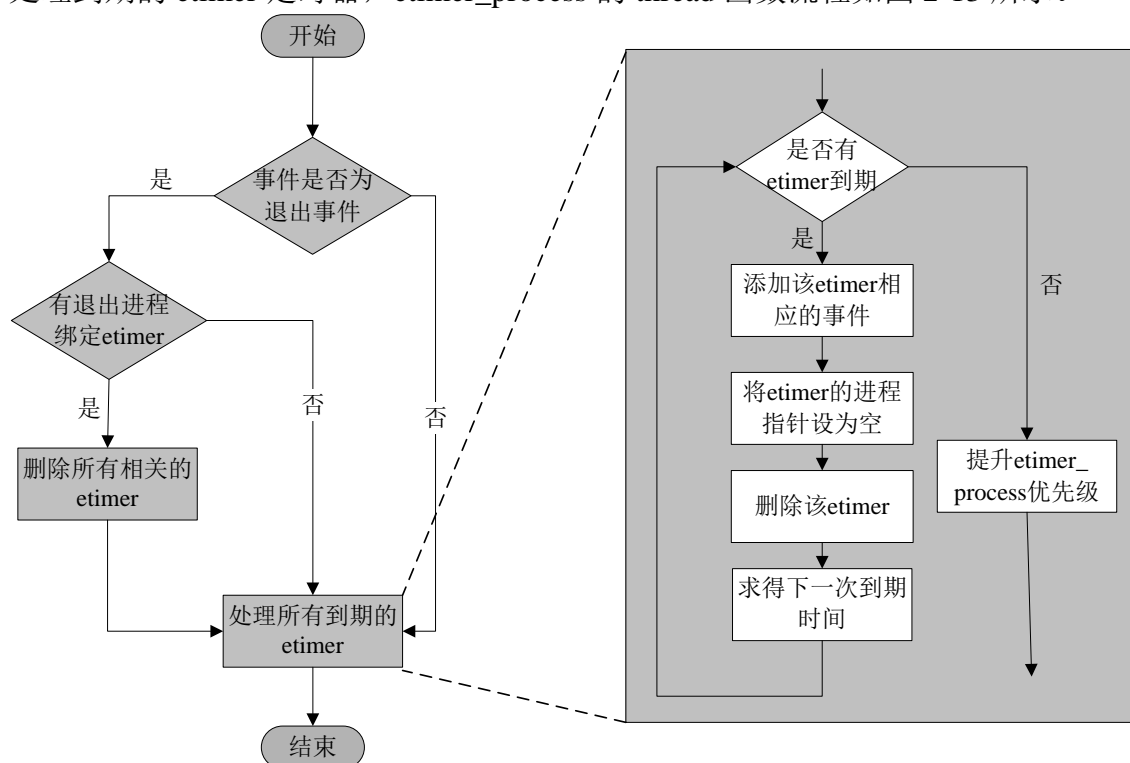 开始
事件是否为
退出事件
是
有退出进程
绑定etimer
是
否
否
删除所有相关的
etimer
处理所有到期的
etimer
结束
是否有
etimer到期
是
否
添加该etimer相
应的事件
将etimer的进程
指针设为空
删除该etimer
求得下一次到期
时间
提升etimer_
process优先级